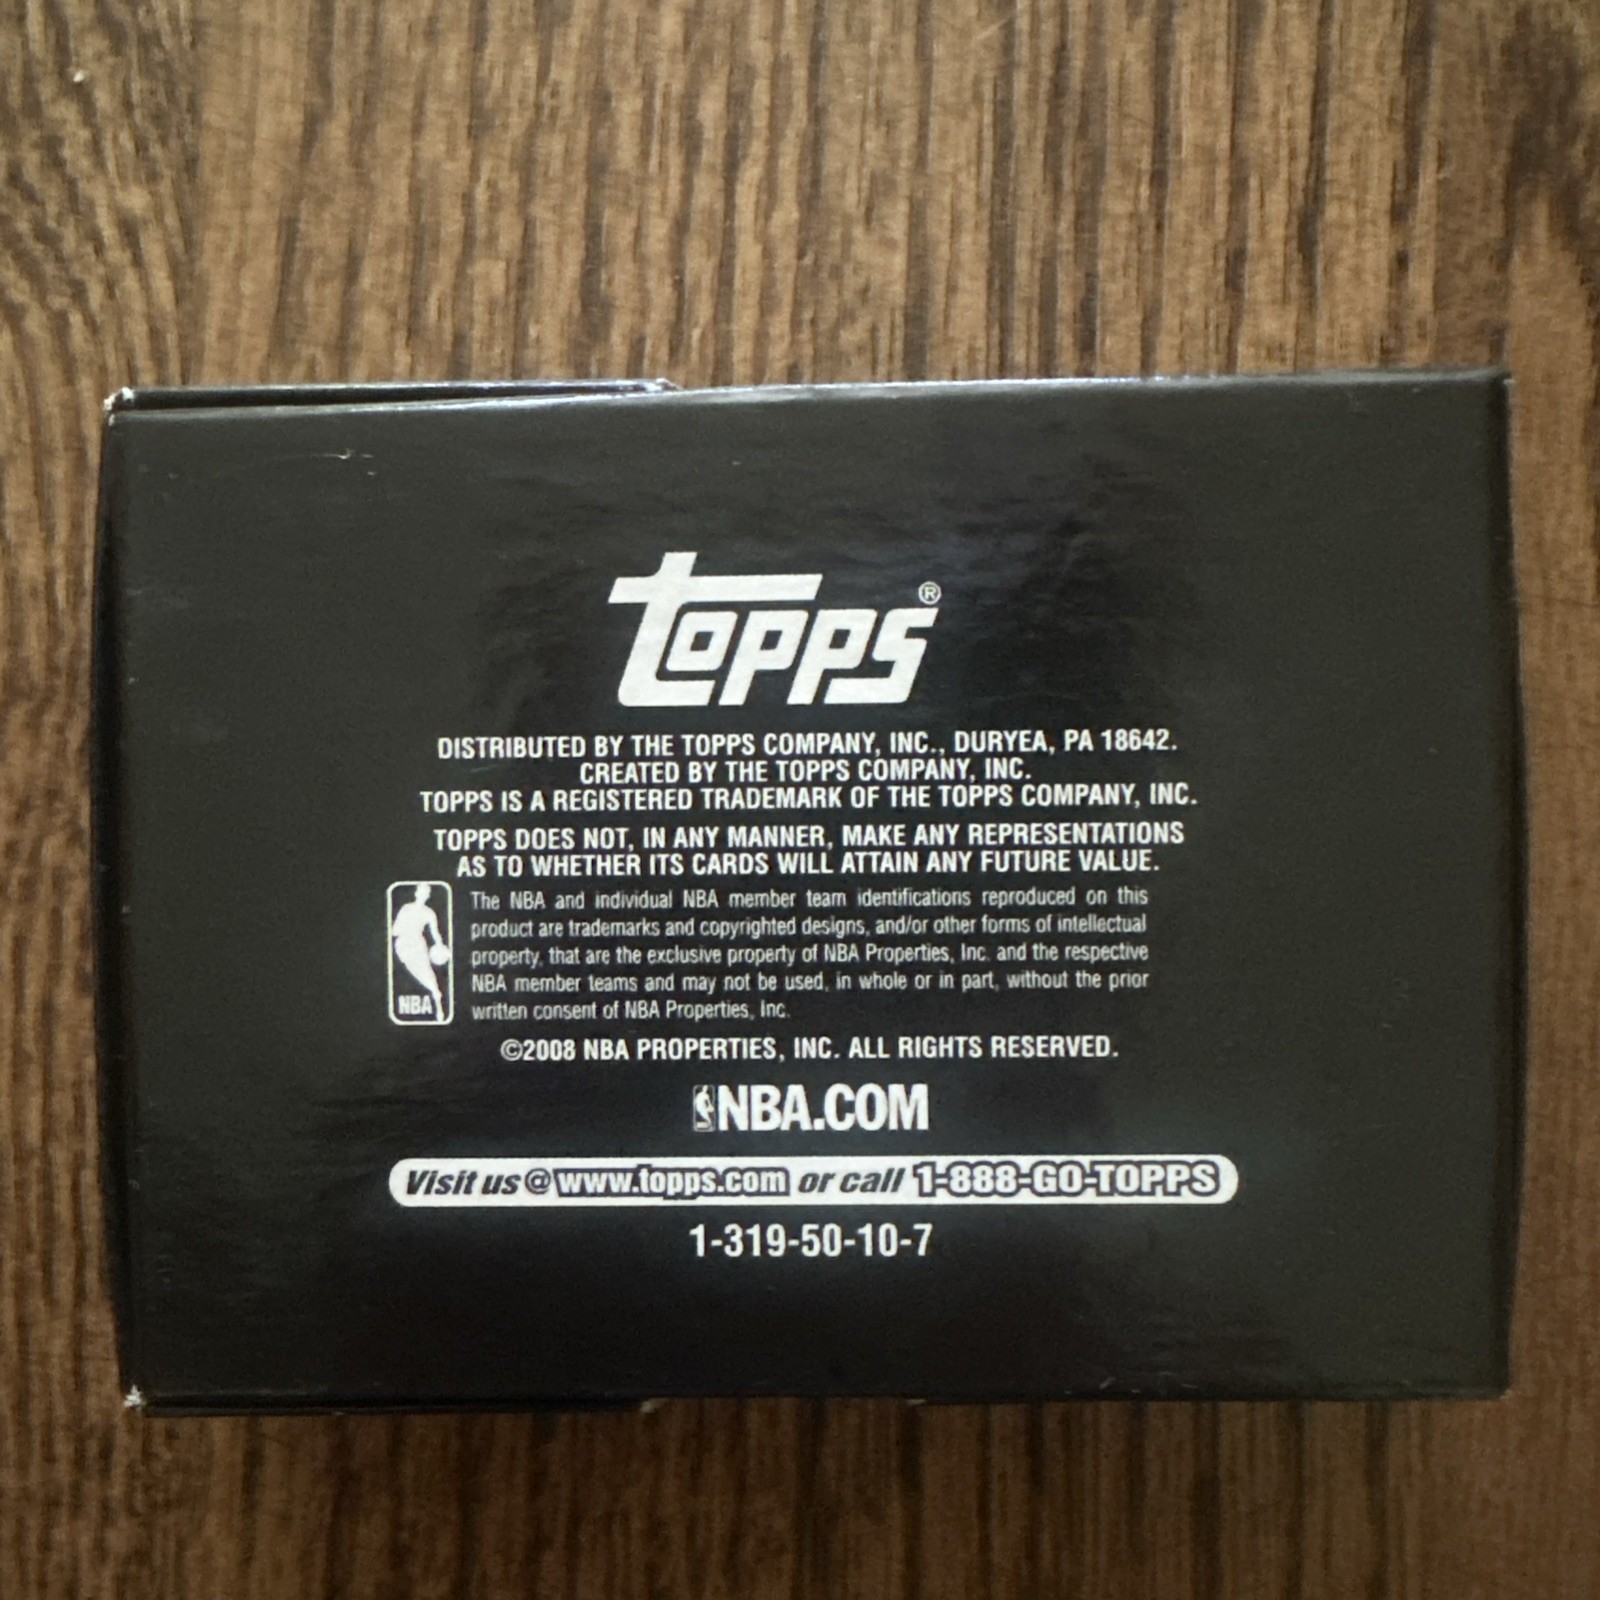 Topps®
DISTRIBUTED BY THE TOPPS COMPANY, INC., DURYEA, PA 18642.
CREATED BY THE TOPPS COMPANY, INC.
TOPPS IS A REGISTERED TRADEMARK OF THE TOPPS COMPANY, INC.
TOPPS DOES NOT, IN ANY MANNER, MAKE ANY REPRESENTATIONS
AS TO WHETHER ITS CARDS WILL ATTAIN ANY FUTURE VALUE.
The NBA and individual NBA member team identifications reproduced on this
product are trademarks and copyrighted designs, and/or other forms of intellectual
property, that are the exclusive property of NBA Properties, Inc. and the respective
NBA member teams and may not be used, in whole or in part, without the prior
written consent of NBA Properties, Inc.
NBA
©2008 NBA PROPERTIES, INC. ALL RIGHTS RESERVED.
NBA.COM
Visit us @ www.topps.com or call 1-888-GO-TOPPS
1-319-50-10-7